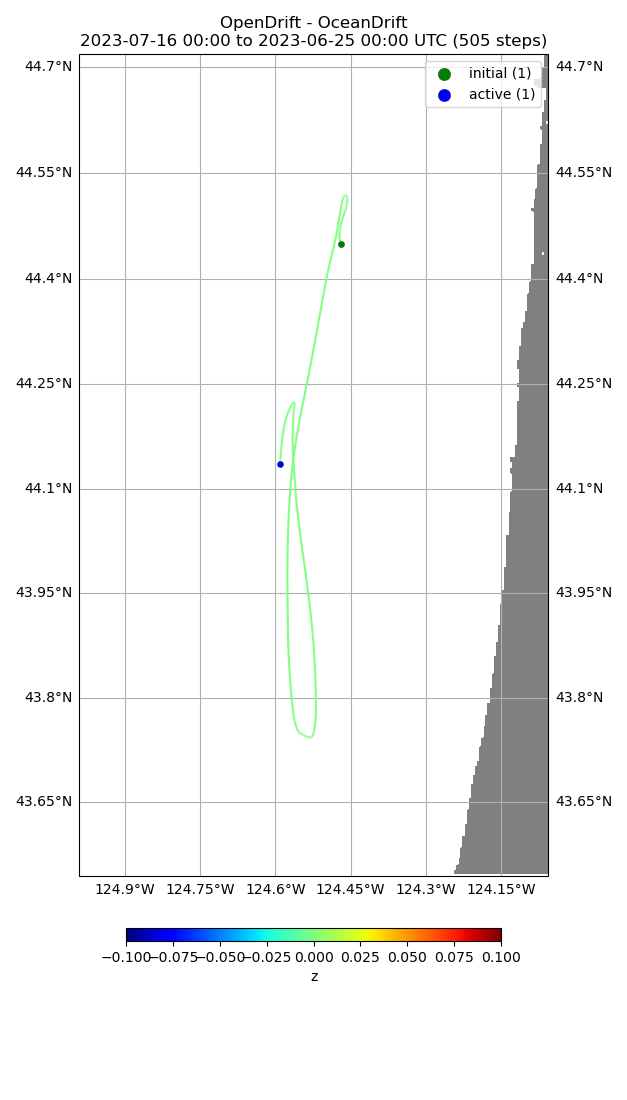 OpenDrift - OceanDrift
2023-07-16 00:00 to 2023-06-25 00:00 UTC (505 steps)
44.7°N 44.7°N
initial (1)
active (1)
44.55°N 44.55°N
44.4°N 44.4°N
44.25°N 44.25°N
44.1°N 44.1°N
43.95°N 43.95°N
43.8°N 43.8°N
43.65°N 43.65°N
124.9°W 124.75°W 124.6°W 124.45°W 124.3°W 124.15°W
−0.100 −0.075 −0.050 −0.025 0.000 0.025 0.050 0.075 0.100
z